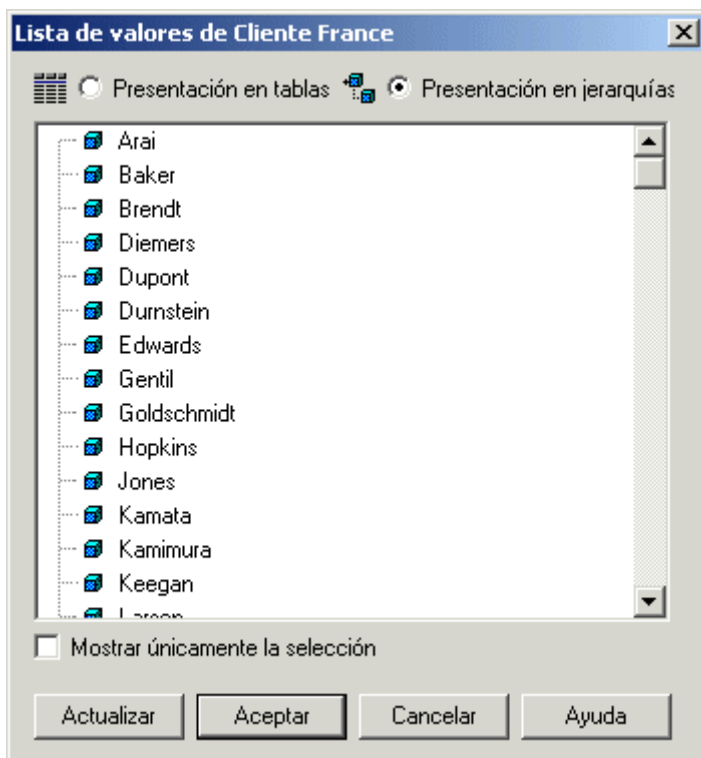 Lista de valores de Cliente France
Presentación en tablas Presentación en jerarquías
Arai
Baker
Brendt
Diemers
Dupont
Durnstein
Edwards
Gentil
Goldschmidt
Hopkins
Jones
Kamata
Kamimura
Keegan
Mostrar únicamente la selección
Actualizar Aceptar Cancelar Ayuda